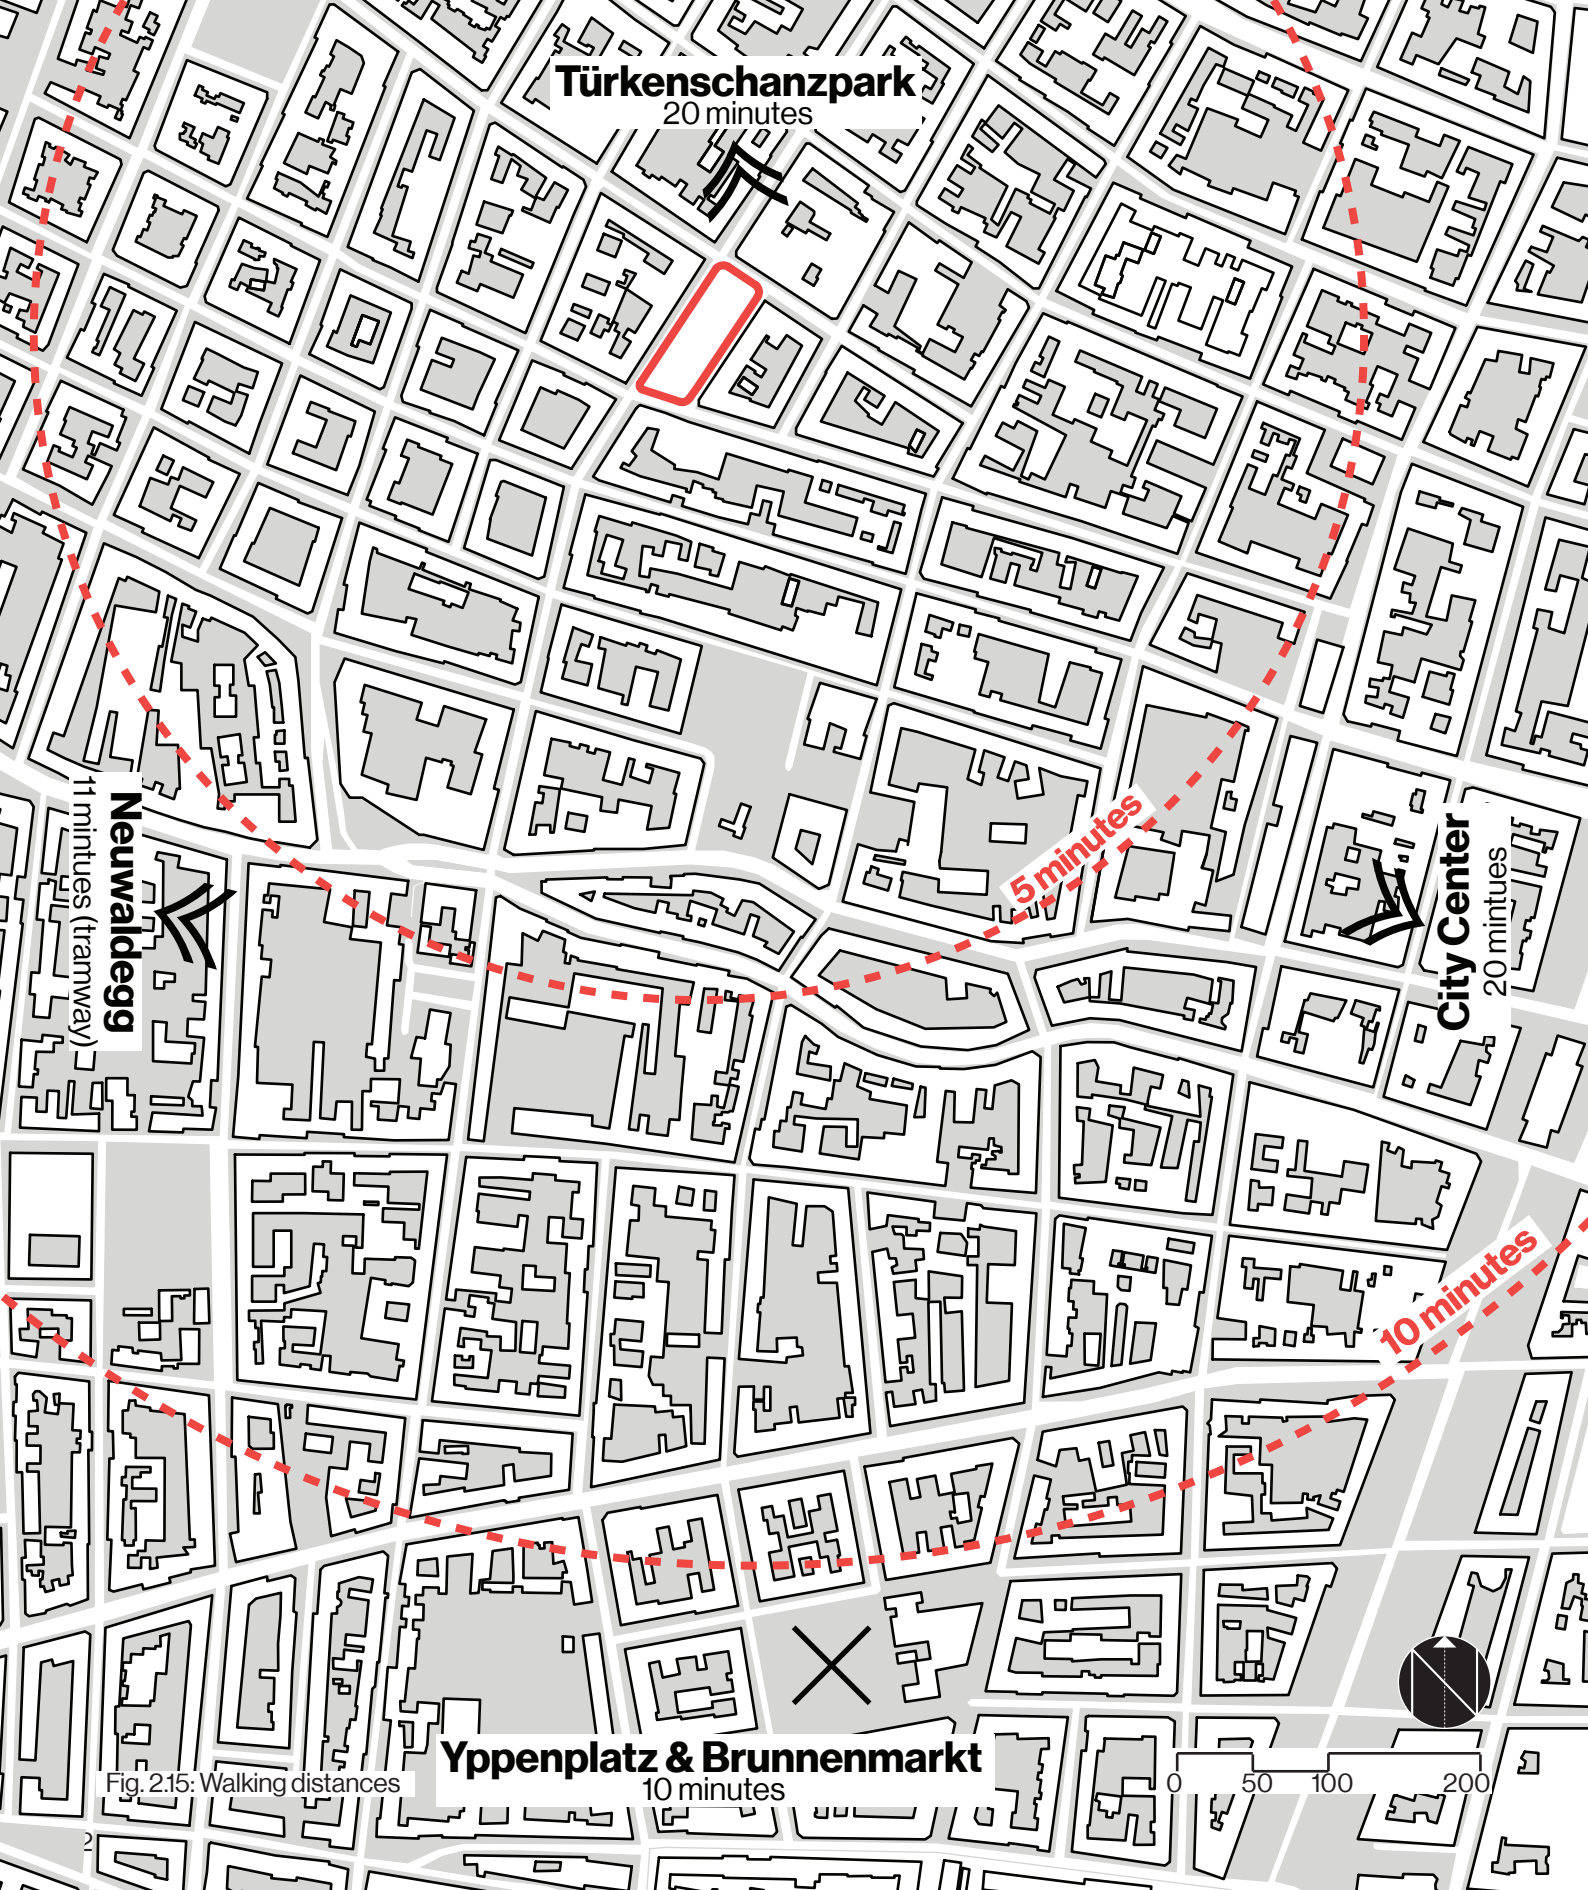 Türkenschanzpark
20 minutes
5 minutes
Neuwaldegg
11 mintues (tramway)
City Center
20 mintues
10 minutes
Yppenplatz & Brunnenmarkt
10 minutes
Fig. 2.15: Walking distances
0 50 100 200
2